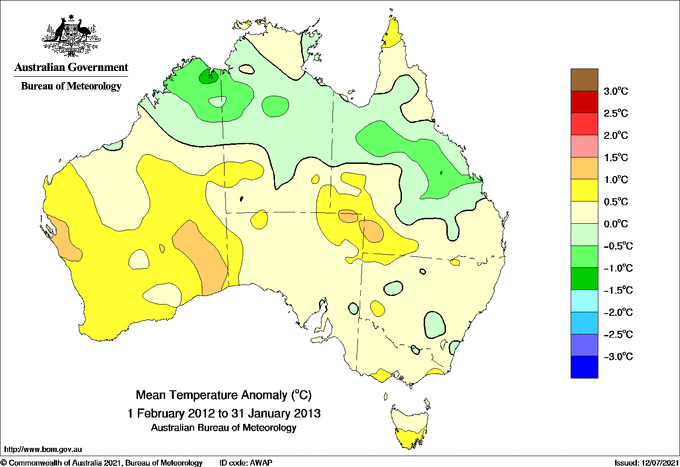 Australian Government
Bureau of Meteorology
3.0°C
2.5°C
2.0°C
1.5°C
1.0°C
0.5°C
0.0°C
-0.5°C
-1.0°C
-1.5°C
-2.0°C
-2.5°C
-3.0°C
Mean Temperature Anomaly (°C)
1 February 2012 to 31 January 2013
Australian Bureau of Meteorology
http://www.bom.gov.au
© Commonwealth of Australia 2021, Bureau of Meteorology ID code: AWAP Issued: 12/07/2021